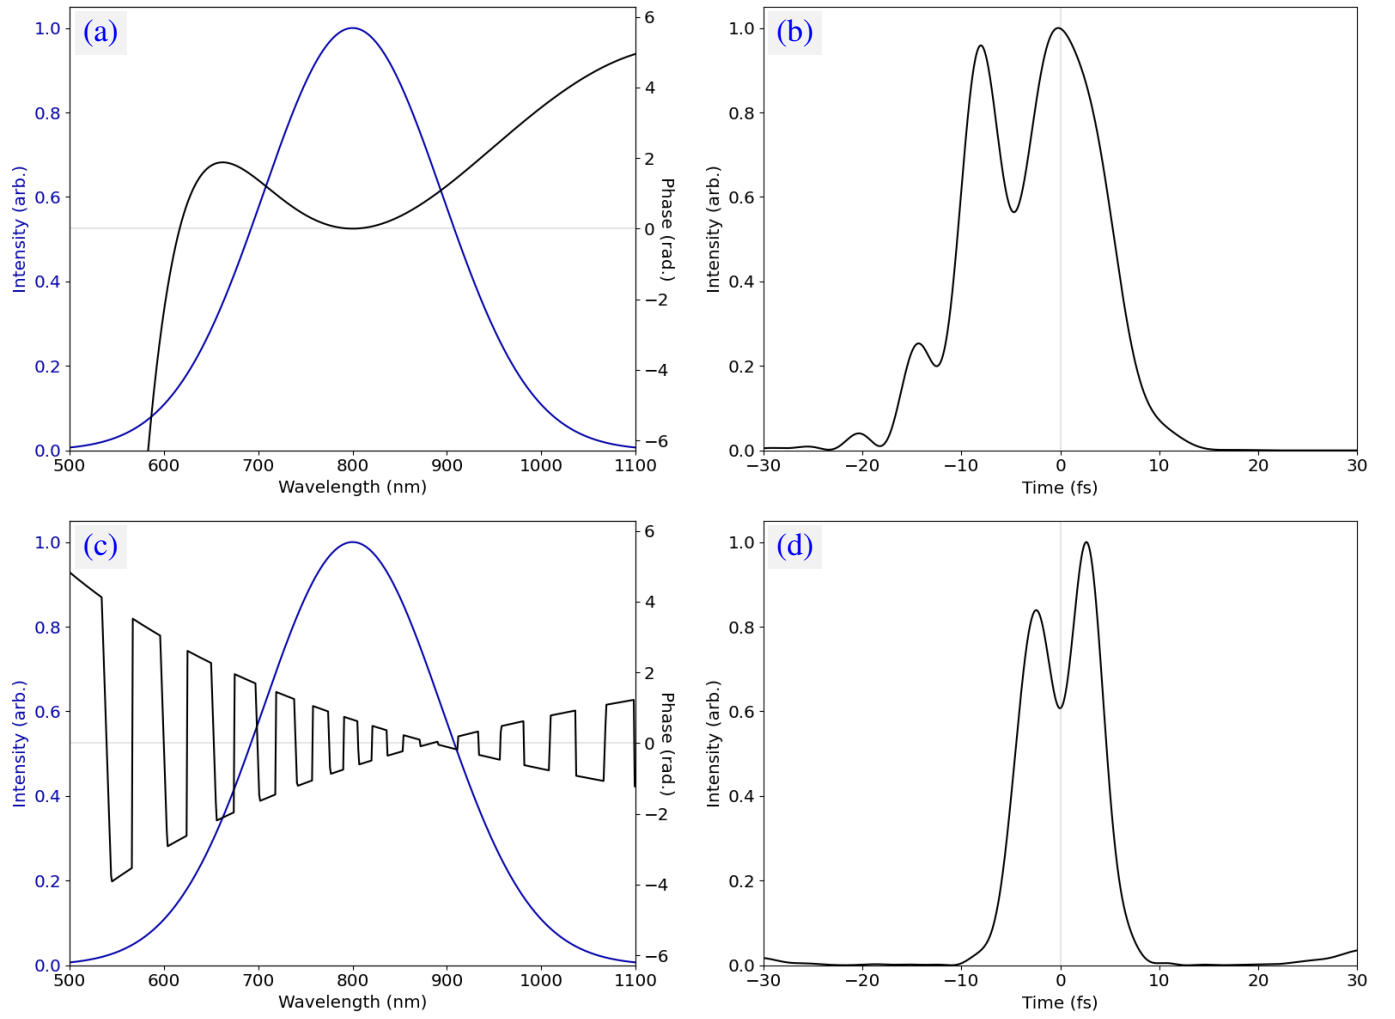 (a)
Intensity (arb.)
1.0
0.8
0.6
0.4
0.2
0.0
6
4
2
0
−2
−4
−6
Phase (rad.)
500 600 700 800 900 1000 1100
Wavelength (nm)
(b)
Intensity (arb.)
1.0
0.8
0.6
0.4
0.2
0.0
−30 −20 −10 0 10 20 30
Time (fs)
(c)
Intensity (arb.)
1.0
0.8
0.6
0.4
0.2
0.0
6
4
2
0
−2
−4
−6
Phase (rad.)
500 600 700 800 900 1000 1100
Wavelength (nm)
(d)
Intensity (arb.)
1.0
0.8
0.6
0.4
0.2
0.0
−30 −20 −10 0 10 20 30
Time (fs)